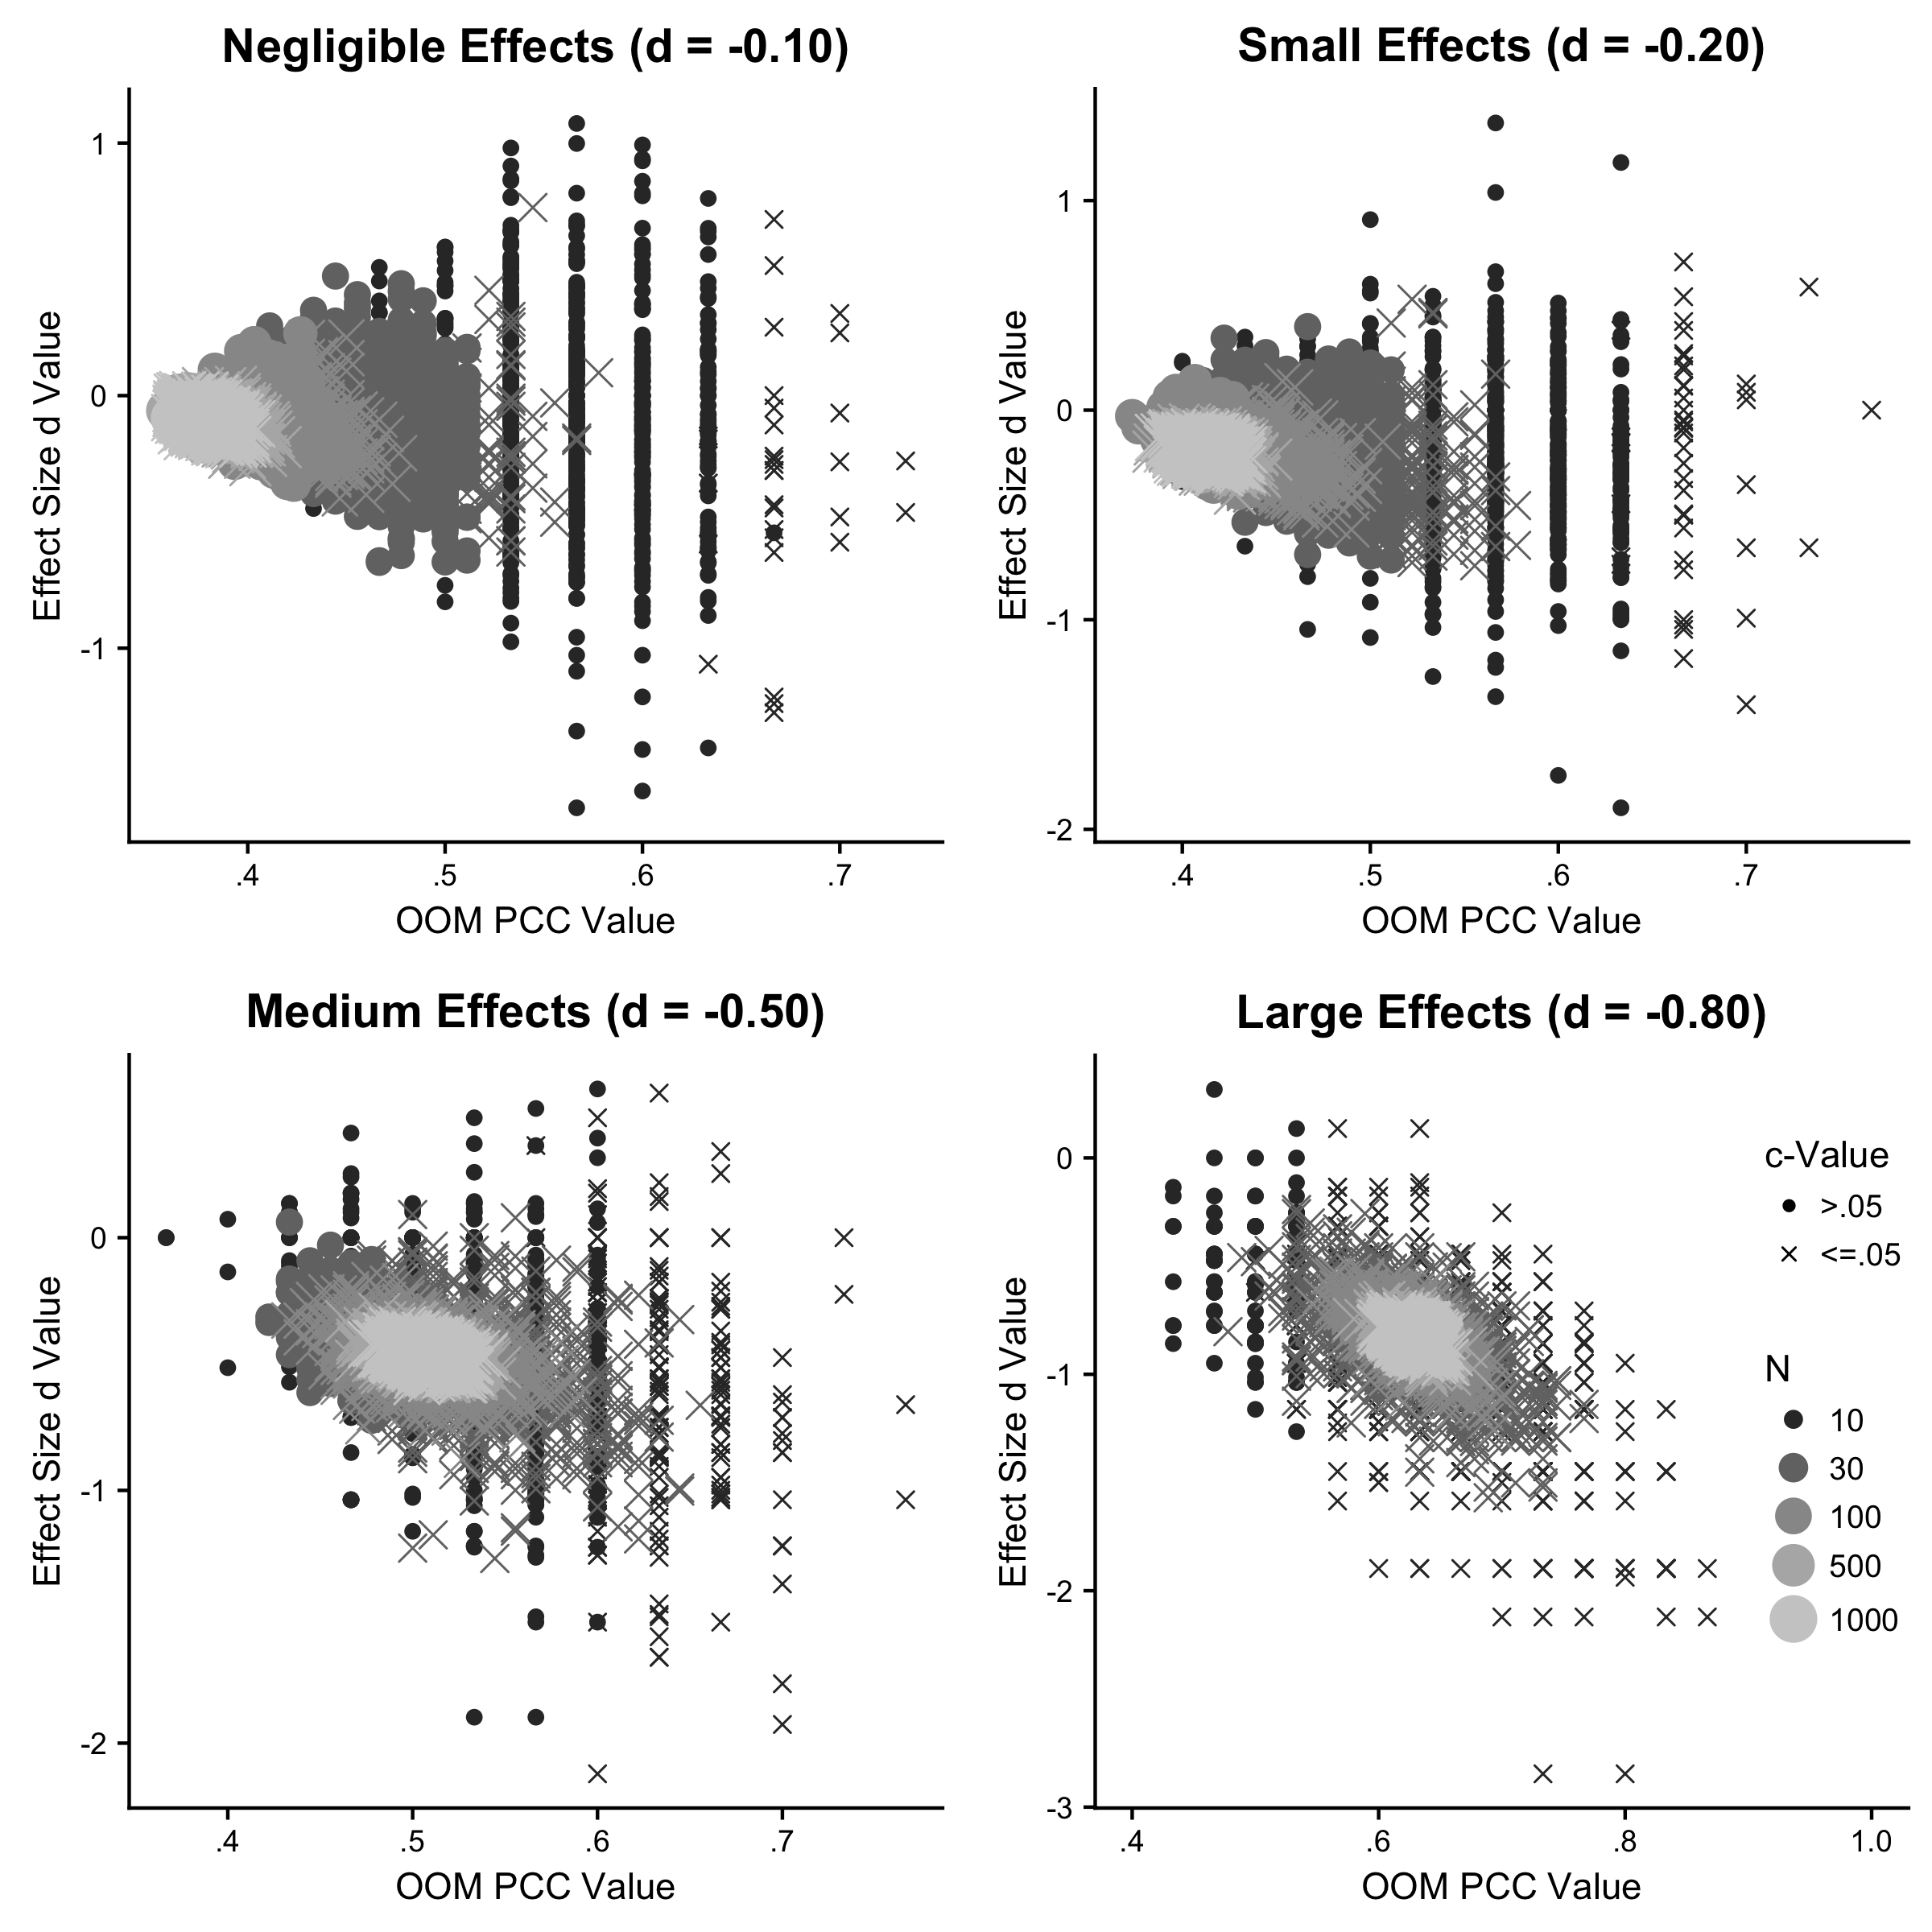 Negligible Effects (d = -0.10)
1
0
-1
Effect Size d Value
.4 .5 .6 .7
OOM PCC Value
Small Effects (d = -0.20)
1
0
-1
-2
Effect Size d Value
.4 .5 .6 .7
OOM PCC Value
Medium Effects (d = -0.50)
0
-1
-2
Effect Size d Value
.4 .5 .6 .7
OOM PCC Value
Large Effects (d = -0.80)
0
-1
-2
-3
Effect Size d Value
.4 .6 .8 1.0
OOM PCC Value
c-Value
>.05
<=.05
N
10
30
100
500
1000